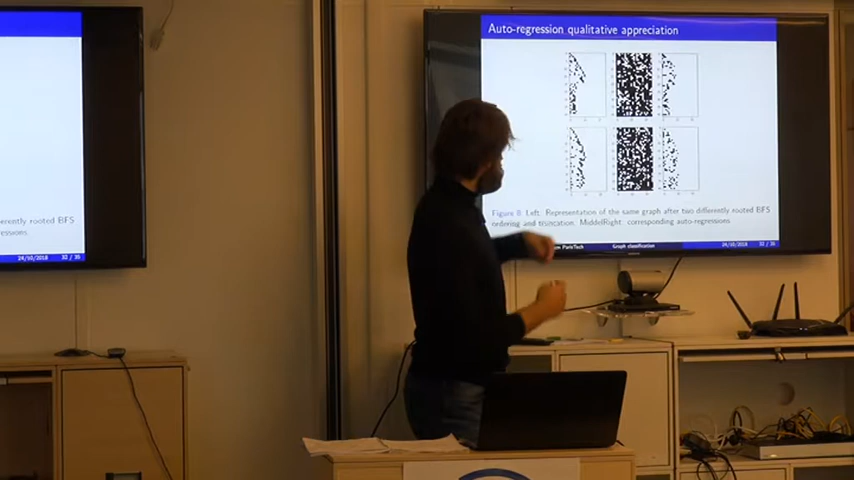 Auto-regression qualitative appreciation
Figure 8: Left: Representation of the same graph after two differently rooted BFS
ordering and truncation. MiddelRight: corresponding auto-regressions.
ParisTech Graph classification 24/10/2018 32 / 35
erently rooted BFS
ressions.
24/10/2018 32 / 35